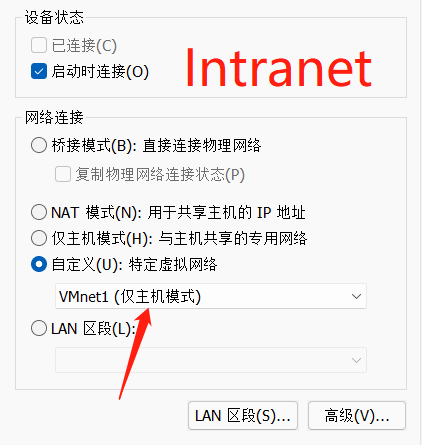 设备状态
已连接(C)
启动时连接(O)
Intranet
网络连接
桥接模式(B): 直接连接物理网络
复制物理网络连接状态(P)
NAT 模式(N): 用于共享主机的 IP 地址
仅主机模式(H): 与主机共享的专用网络
自定义(U): 特定虚拟网络
VMnet1 (仅主机模式)
LAN 区段(L):
LAN 区段(S)...
高级(V)...